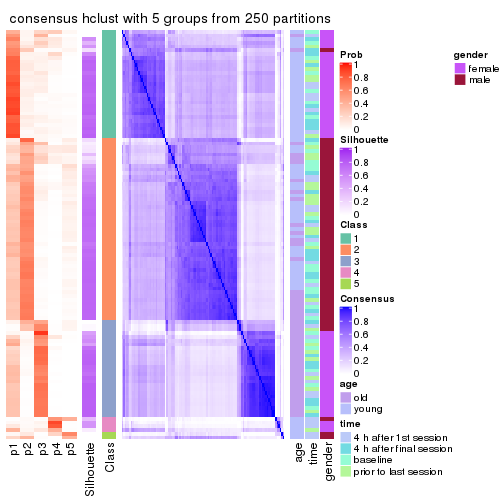 consensus hclust with 5 groups from 250 partitions
Prob
1
0.8
0.6
0.4
0.2
0
gender
female
male
Silhouette
1
0.8
0.6
0.4
0.2
0
Class
1
2
3
4
5
Consensus
1
0.8
0.6
0.4
0.2
0
age
old
young
time
4 h after 1st session
4 h after final session
baseline
prior to last session
p1
p2
p3
p4
p5
Silhouette
Class
age
time
gender